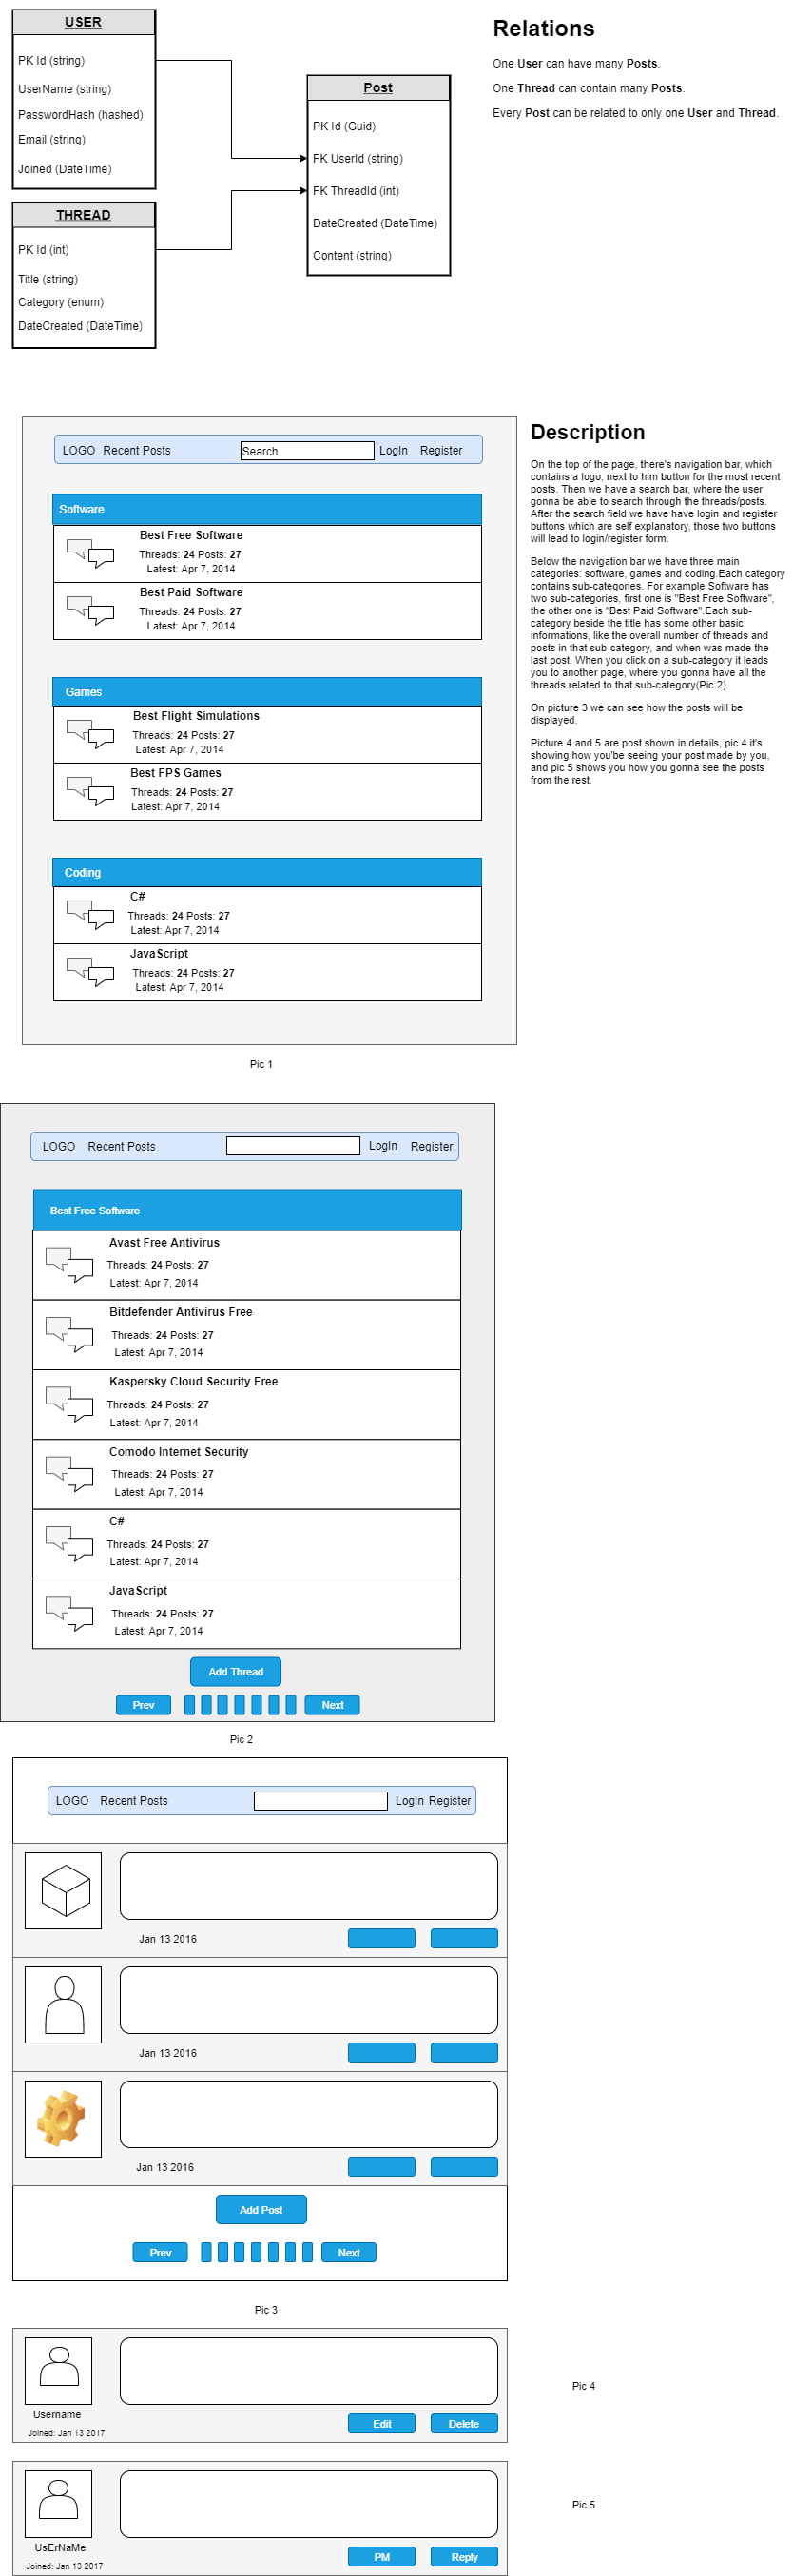 USER
PK Id (string)
UserName (string)
PasswordHash (hashed)
Email (string)
Joined (DateTime)
THREAD
PK Id (int)
Title (string)
Category (enum)
DateCreated (DateTime)
Post
PK Id (Guid)
FK UserId (string)
FK ThreadId (int)
DateCreated (DateTime)
Content (string)
Relations
One User can have many Posts.
One Thread can contain many Posts.
Every Post can be related to only one User and Thread.
LOGO Recent Posts Search LogIn Register
Software
Best Free Software
Threads: 24 Posts: 27
Latest: Apr 7, 2014
Best Paid Software
Threads: 24 Posts: 27
Latest: Apr 7, 2014
Games
Best Flight Simulations
Threads: 24 Posts: 27
Latest: Apr 7, 2014
Best FPS Games
Threads: 24 Posts: 27
Latest: Apr 7, 2014
Coding
C#
Threads: 24 Posts: 27
Latest: Apr 7, 2014
JavaScript
Threads: 24 Posts: 27
Latest: Apr 7, 2014
Pic 1
Description
On the top of the page, there's navigation bar, which
contains a logo, next to him button for the most recent
posts. Then we have a search bar, where the user
gonna be able to search through the threads/posts.
After the search field we have have login and register
buttons which are self explanatory, those two buttons
will lead to login/register form.
Below the navigation bar we have three main
categories: software, games and coding.Each category
contains sub-categories. For example Software has
two sub-categories, first one is "Best Free Software",
the other one is "Best Paid Software".Each sub-
category beside the title has some other basic
informations, like the overall number of threads and
posts in that sub-category, and when was made the
last post. When you click on a sub-category it leads
you to another page, where you gonna have all the
threads related to that sub-category(Pic 2).
On picture 3 we can see how the posts will be
displayed.
Picture 4 and 5 are post shown in details, pic 4 it's
showing how you'be seeing your post made by you,
and pic 5 shows you how you gonna see the posts
from the rest.
LOGO Recent Posts LogIn Register
Best Free Software
Avast Free Antivirus
Threads: 24 Posts: 27
Latest: Apr 7, 2014
Bitdefender Antivirus Free
Threads: 24 Posts: 27
Latest: Apr 7, 2014
Kaspersky Cloud Security Free
Threads: 24 Posts: 27
Latest: Apr 7, 2014
Comodo Internet Security
Threads: 24 Posts: 27
Latest: Apr 7, 2014
C#
Threads: 24 Posts: 27
Latest: Apr 7, 2014
JavaScript
Threads: 24 Posts: 27
Latest: Apr 7, 2014
Add Thread
Prev Next
Pic 2
LOGO Recent Posts LogIn Register
Jan 13 2016
Jan 13 2016
Jan 13 2016
Add Post
Prev Next
Pic 3
Username
Joined: Jan 13 2017
Edit Delete
Pic 4
UsErNaMe
Joined: Jan 13 2017
PM Reply
Pic 5